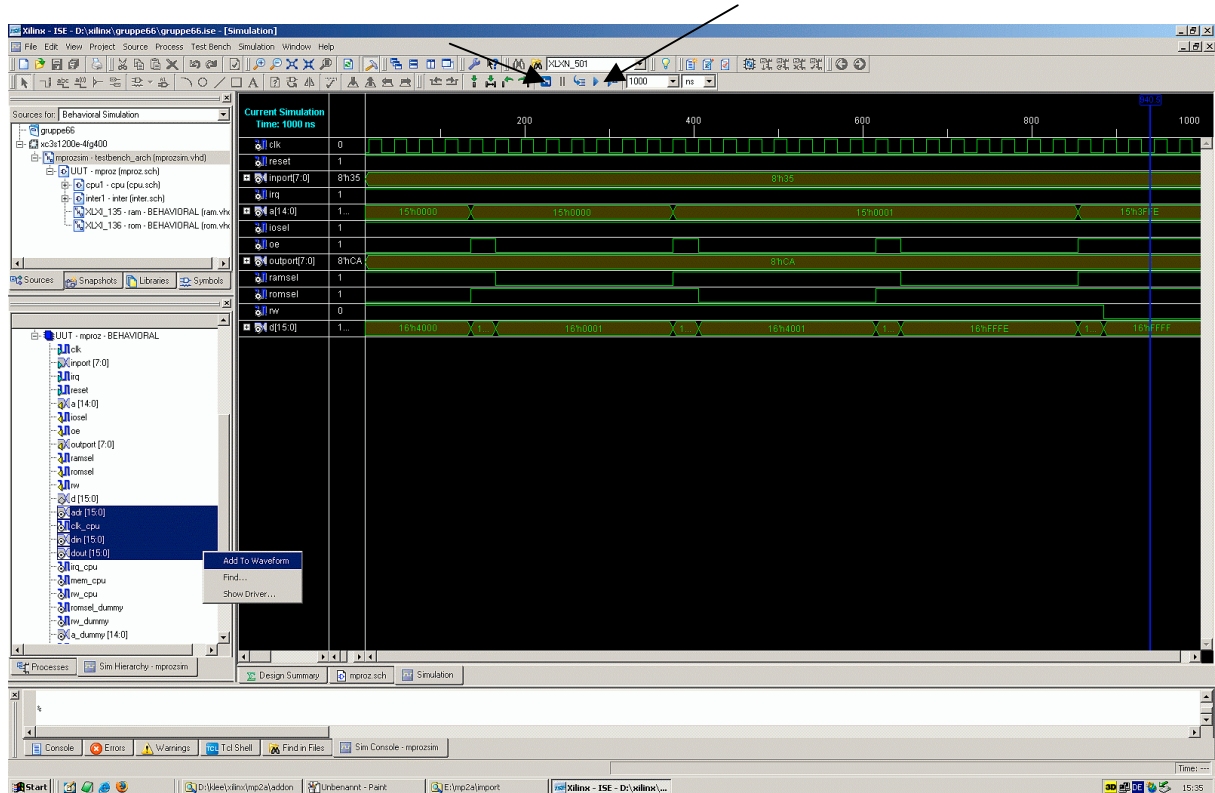 Xilinx - ISE - D:\xilinx\gruppe66\gruppe66.ise - [Simulation]
File Edit View Project Source Process Test Bench Simulation Window Help
XLXN_501
1000 ns
Sources for: Behavioral Simulation
gruppe66
xc3s1200e-4fg400
mprozsim - testbench_arch (mprozsim.vhd)
UUT - mproz (mproz.sch)
cpu1 - cpu (cpu.sch)
inter1 - inter (inter.sch)
XLXI_135 - ram - BEHAVIORAL (ram.vhd
XLXI_136 - rom - BEHAVIORAL (rom.vhd
Sources Snapshots Libraries Symbols
UUT - mproz - BEHAVIORAL
clk
inport [7:0]
irq
reset
a [14:0]
iosel
oe
outport [7:0]
ramsel
romsel
rw
d [15:0]
adr [15:0]
clk_cpu
din [15:0]
dout [15:0]
irq_cpu
mem_cpu
rw_cpu
romsel_dummy
rw_dummy
a_dummy [14:0]
Add To Waveform
Find...
Show Driver...
Processes Sim Hierarchy - mprozsim
Current Simulation
Time: 1000 ns
940.5
200 400 600 800 1000
clk 0
reset 1
inport[7:0] 8'h35 8'h35
irq 1
a[14:0] 1... 15'h0000 15'h0000 15'h0001 15'h3FFE
iosel 1
oe 1
outport[7:0] 8'hCA 8'hCA
ramsel 1
romsel 1
rw 0
d[15:0] 1... 16'h4000 1... 16'h0001 1... 16'h4001 1... 16'hFFFE 1... 16'hFFFF
Design Summary mproz.sch Simulation
%
Console Errors Warnings Tcl Shell Find in Files Sim Console - mprozsim
Time: ---
Start D:\klee\xilinx\mp2a\addon Unbenannt - Paint E:\mp2a\import Xilinx - ISE - D:\xilinx\... 3D DE 15:35